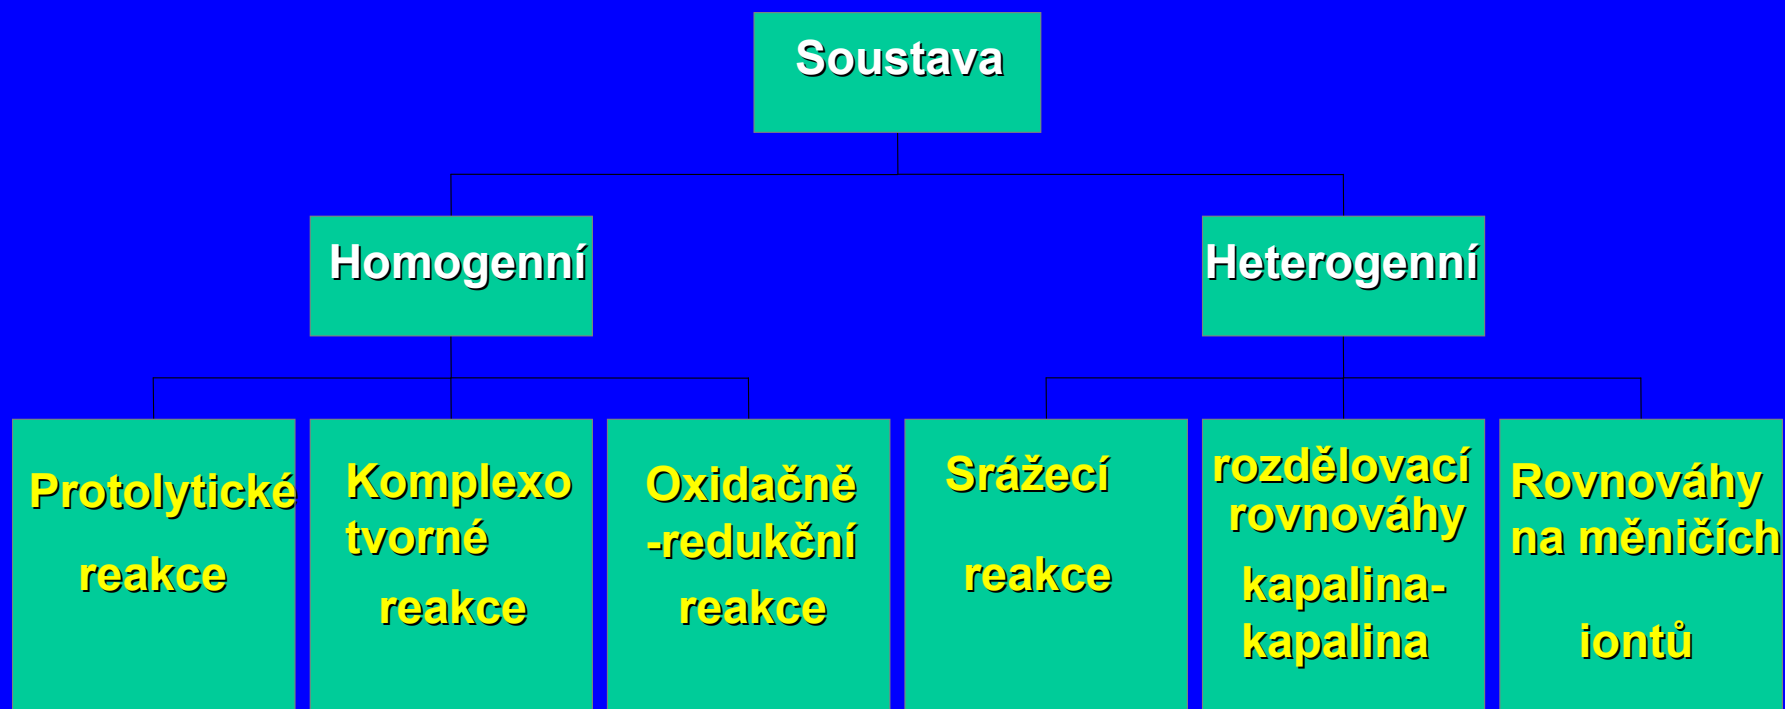 Soustava
Homogenní
Heterogenní
Protolytické
reakce
Komplexo
tvorné
reakce
Oxidačně
-redukční
reakce
Srážecí
reakce
rozdělovací
rovnováhy
kapalina-
kapalina
Rovnováhy
na měničích
iontů